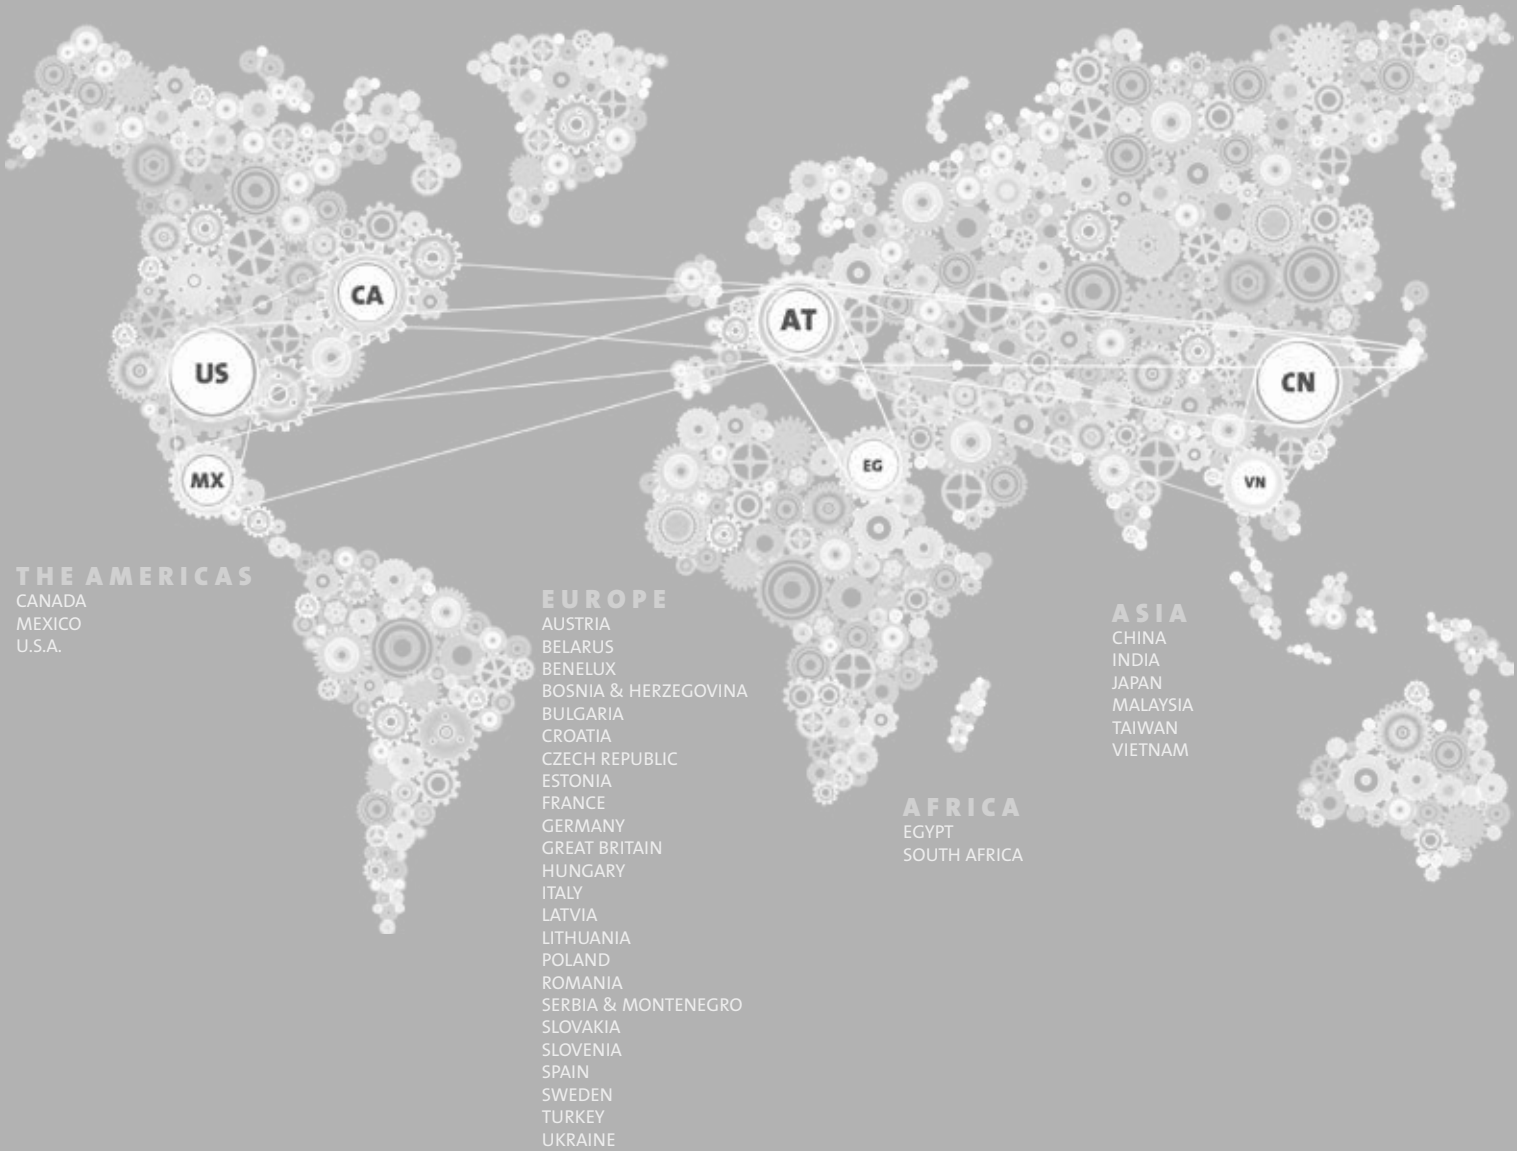 CA
AT
US
CN
MX
EG
VN
THE AMERICAS
CANADA
MEXICO
U.S.A.
EUROPE
AUSTRIA
BELARUS
BENELUX
BOSNIA & HERZEGOVINA
BULGARIA
CROATIA
CZECH REPUBLIC
ESTONIA
FRANCE
GERMANY
GREAT BRITAIN
HUNGARY
ITALY
LATVIA
LITHUANIA
POLAND
ROMANIA
SERBIA & MONTENEGRO
SLOVAKIA
SLOVENIA
SPAIN
SWEDEN
TURKEY
UKRAINE
AFRICA
EGYPT
SOUTH AFRICA
ASIA
CHINA
INDIA
JAPAN
MALAYSIA
TAIWAN
VIETNAM